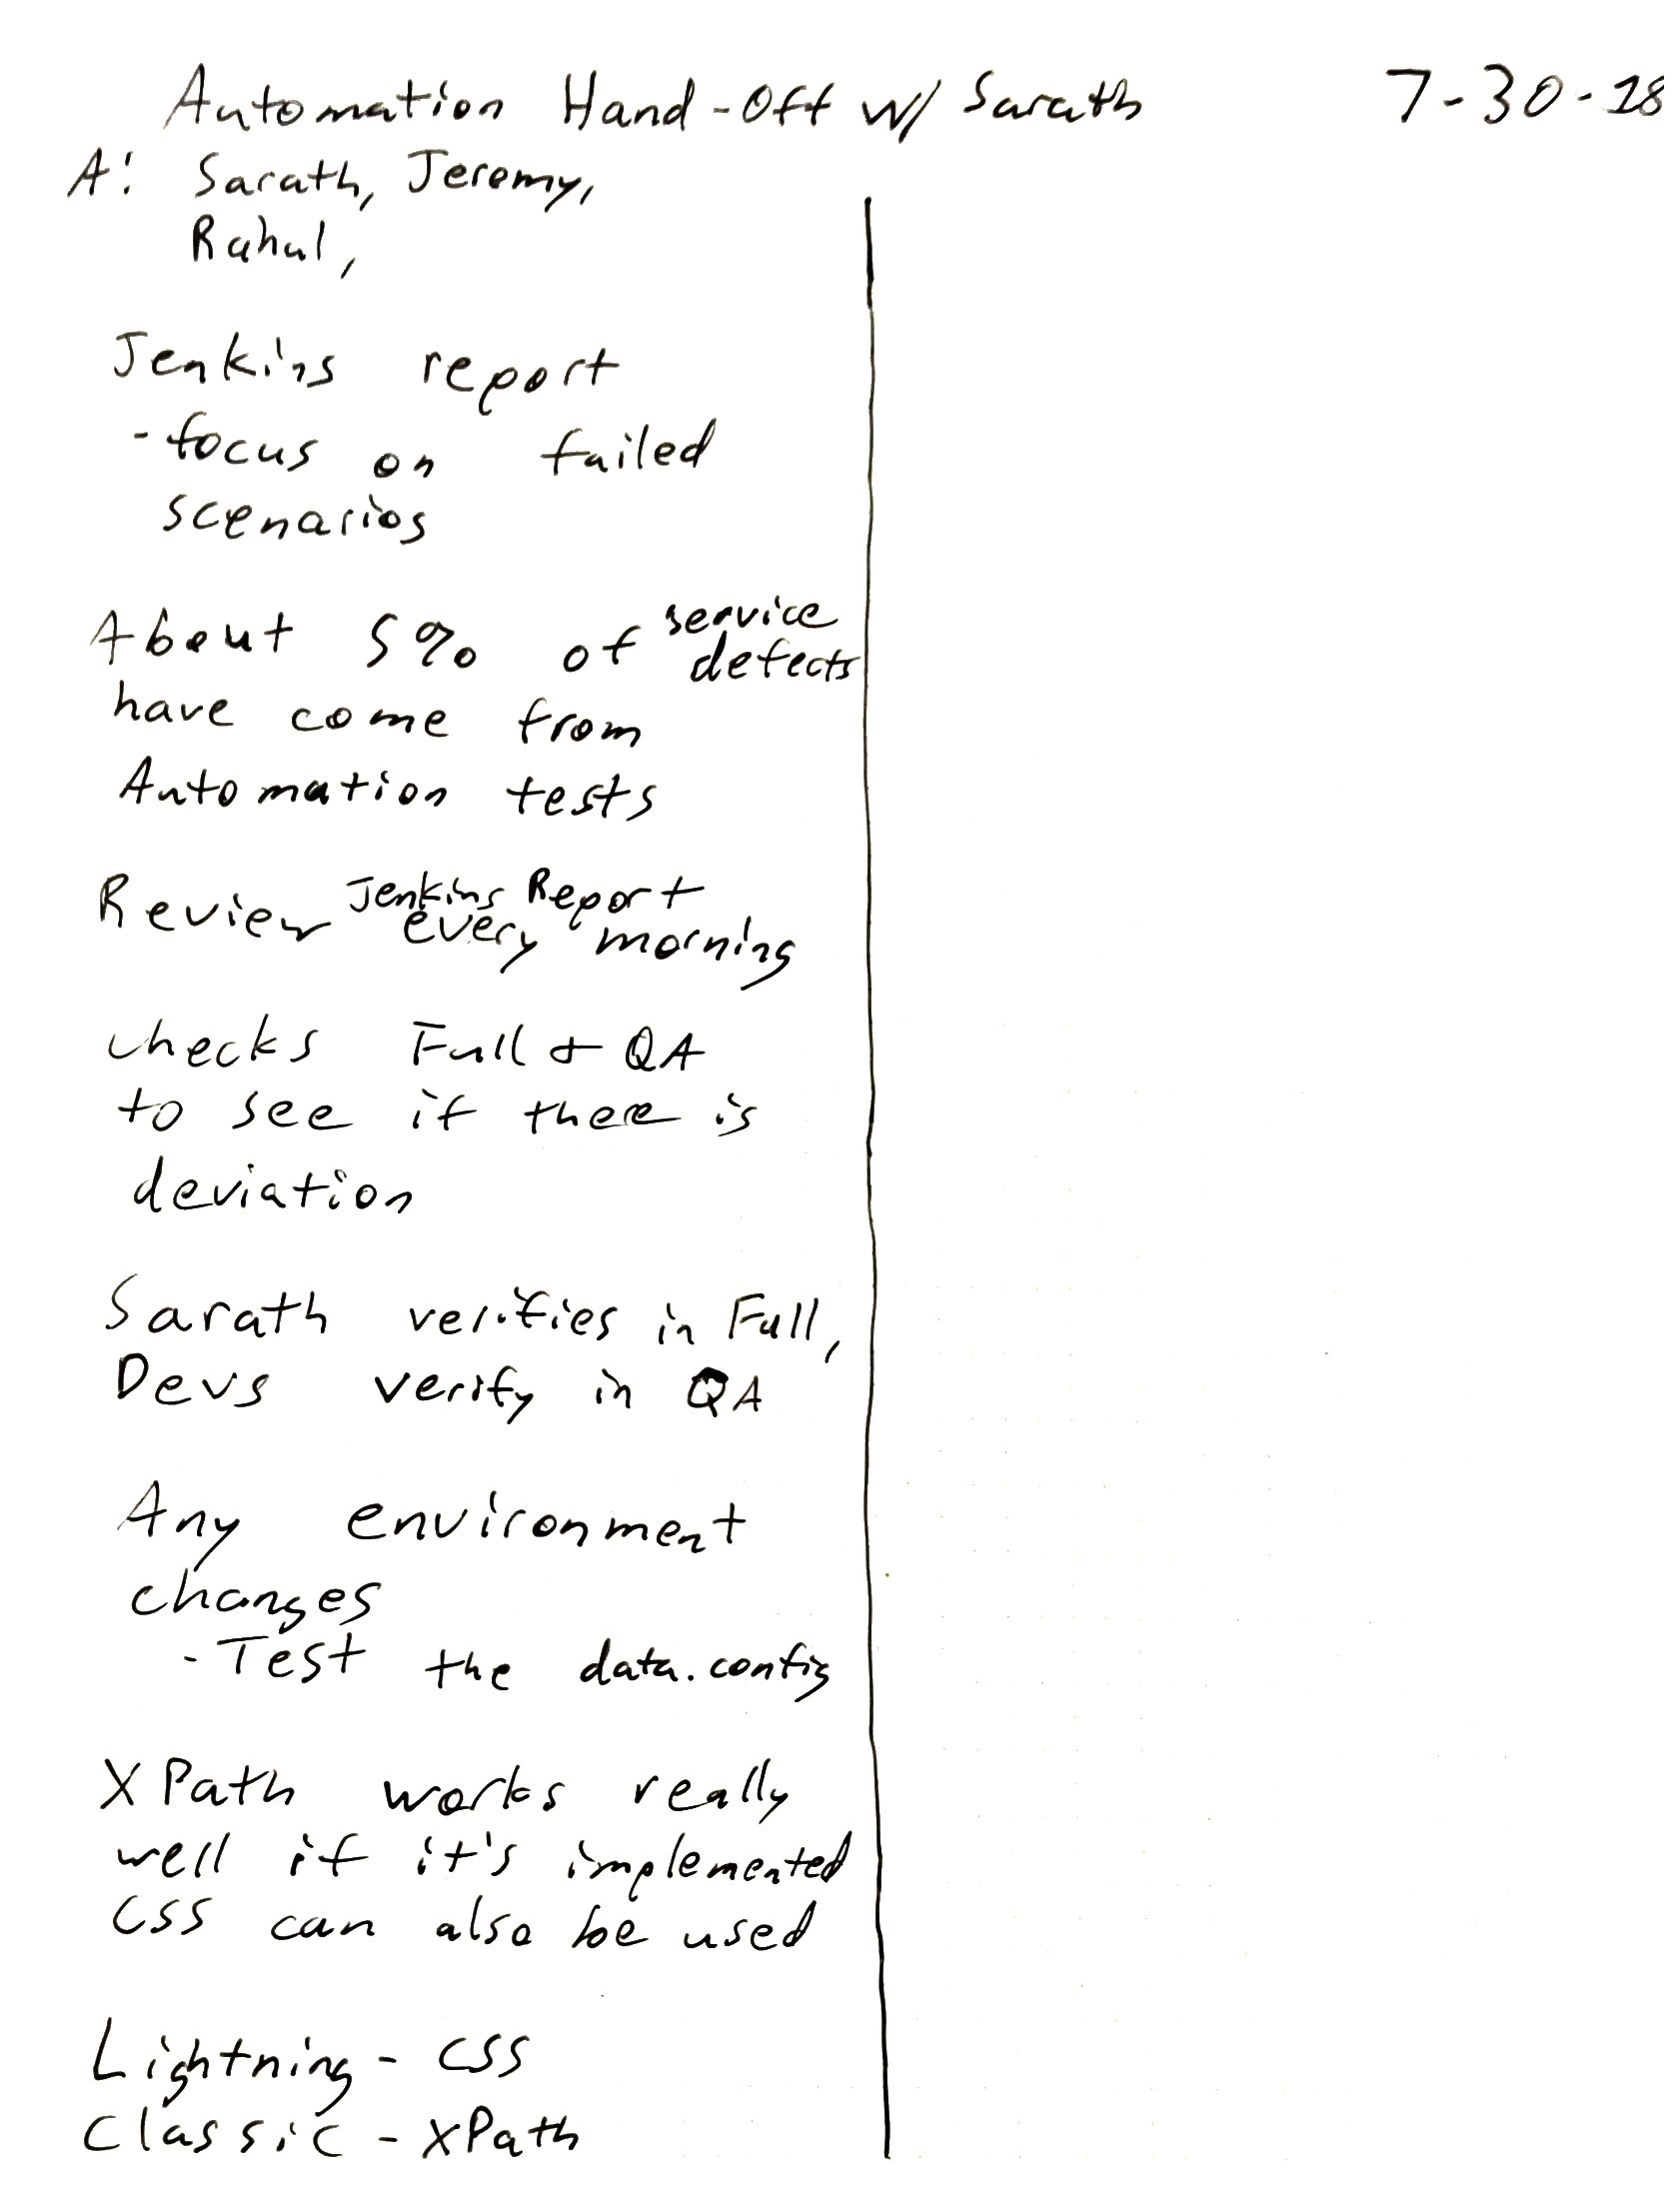 Automation Hand-Off w/ Sarath 7-30-18
A: Sarath, Jeremy,
Rahul,
Jenkins report
- focus on failed
scenarios
About 5% of service
defects
have come from
Automation tests
Review Jenkins Report
every morning
checks Full & QA
to see if there is
deviation
Sarath verifies in Full,
Devs verify in QA
Any environment
changes
- Test the data.config
XPath works really
well if it's implemented
CSS can also be used
Lightning - CSS
Classic - XPath